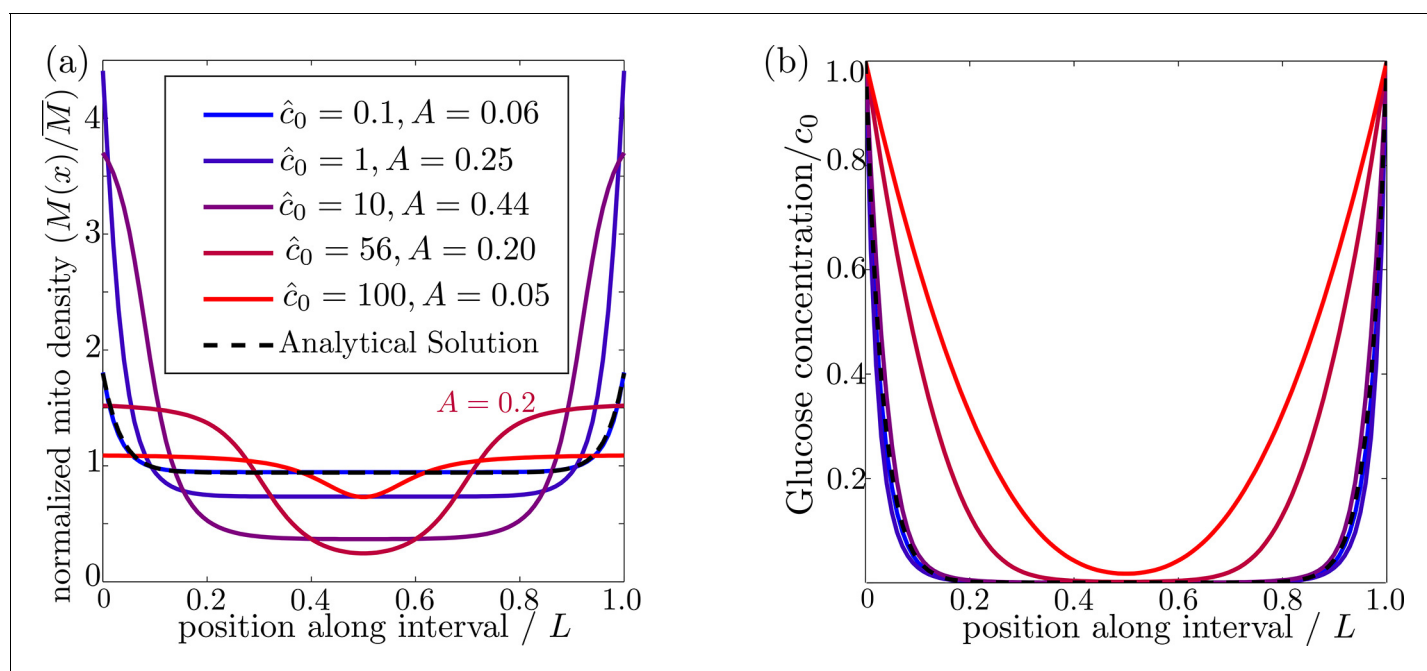 (a)
normalized mito density (M(x)/M̅)
4
3
2
1
0
ĉ₀ = 0.1, A = 0.06
ĉ₀ = 1, A = 0.25
ĉ₀ = 10, A = 0.44
ĉ₀ = 56, A = 0.20
ĉ₀ = 100, A = 0.05
Analytical Solution
A = 0.2
0 0.2 0.4 0.6 0.8 1.0
position along interval / L
(b)
Glucose concentration/c₀
1.0
0.8
0.6
0.4
0.2
0 0.2 0.4 0.6 0.8 1.0
position along interval / L